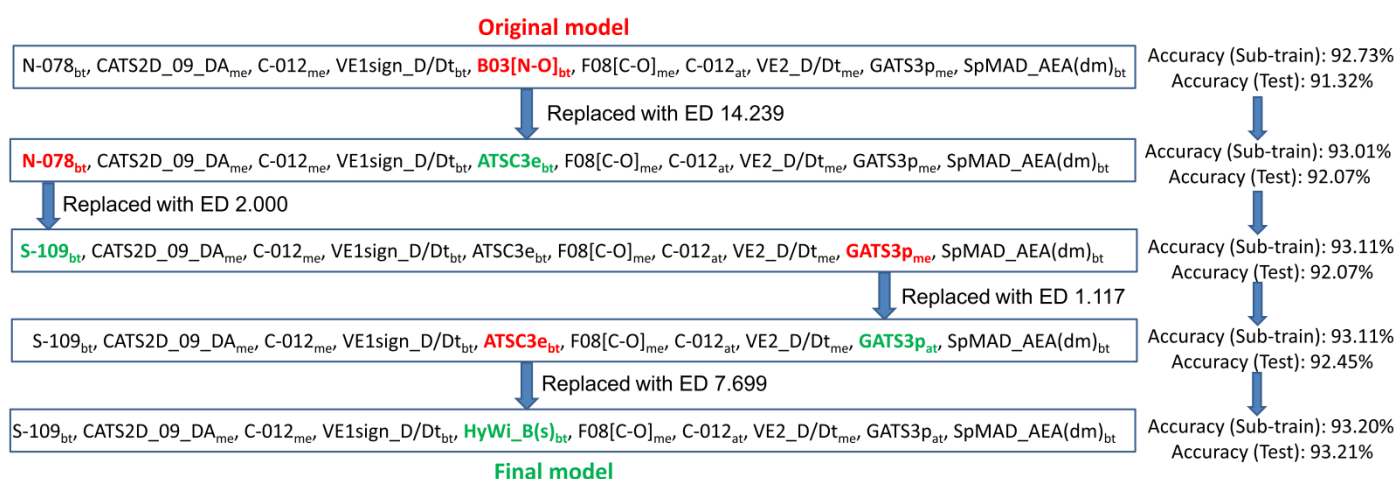 Original model
N-078bt, CATS2D_09_DAme, C-012me, VE1sign_D/Dtbt, B03[N-O]bt, F08[C-O]me, C-012at, VE2_D/Dtme, GATS3pme, SpMAD_AEA(dm)bt
Accuracy (Sub-train): 92.73%
Accuracy (Test): 91.32%
Replaced with ED 14.239
N-078bt, CATS2D_09_DAme, C-012me, VE1sign_D/Dtbt, ATSC3ebt, F08[C-O]me, C-012at, VE2_D/Dtme, GATS3pme, SpMAD_AEA(dm)bt
Accuracy (Sub-train): 93.01%
Accuracy (Test): 92.07%
Replaced with ED 2.000
S-109bt, CATS2D_09_DAme, C-012me, VE1sign_D/Dtbt, ATSC3ebt, F08[C-O]me, C-012at, VE2_D/Dtme, GATS3pme, SpMAD_AEA(dm)bt
Accuracy (Sub-train): 93.11%
Accuracy (Test): 92.07%
Replaced with ED 1.117
S-109bt, CATS2D_09_DAme, C-012me, VE1sign_D/Dtbt, ATSC3ebt, F08[C-O]me, C-012at, VE2_D/Dtme, GATS3pat, SpMAD_AEA(dm)bt
Accuracy (Sub-train): 93.11%
Accuracy (Test): 92.45%
Replaced with ED 7.699
S-109bt, CATS2D_09_DAme, C-012me, VE1sign_D/Dtbt, HyWi_B(s)bt, F08[C-O]me, C-012at, VE2_D/Dtme, GATS3pat, SpMAD_AEA(dm)bt
Accuracy (Sub-train): 93.20%
Accuracy (Test): 93.21%
Final model